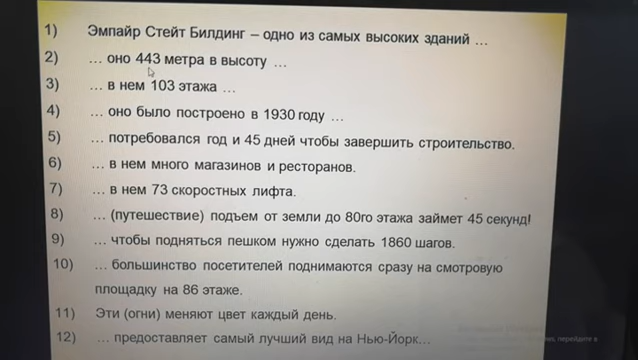 1) Эмпайр Стейт Билдинг – одно из самых высоких зданий …
2) … оно 443 метра в высоту …
3) … в нем 103 этажа …
4) … оно было построено в 1930 году …
5) … потребовался год и 45 дней чтобы завершить строительство.
6) … в нем много магазинов и ресторанов.
7) … в нем 73 скоростных лифта.
8) … (путешествие) подъем от земли до 80го этажа займет 45 секунд!
9) … чтобы подняться пешком нужно сделать 1860 шагов.
10) … большинство посетителей поднимаются сразу на смотровую
площадку на 86 этаже.
11) Эти (огни) меняют цвет каждый день.
12) … предоставляет самый лучший вид на Нью-Йорк…
перейдите в